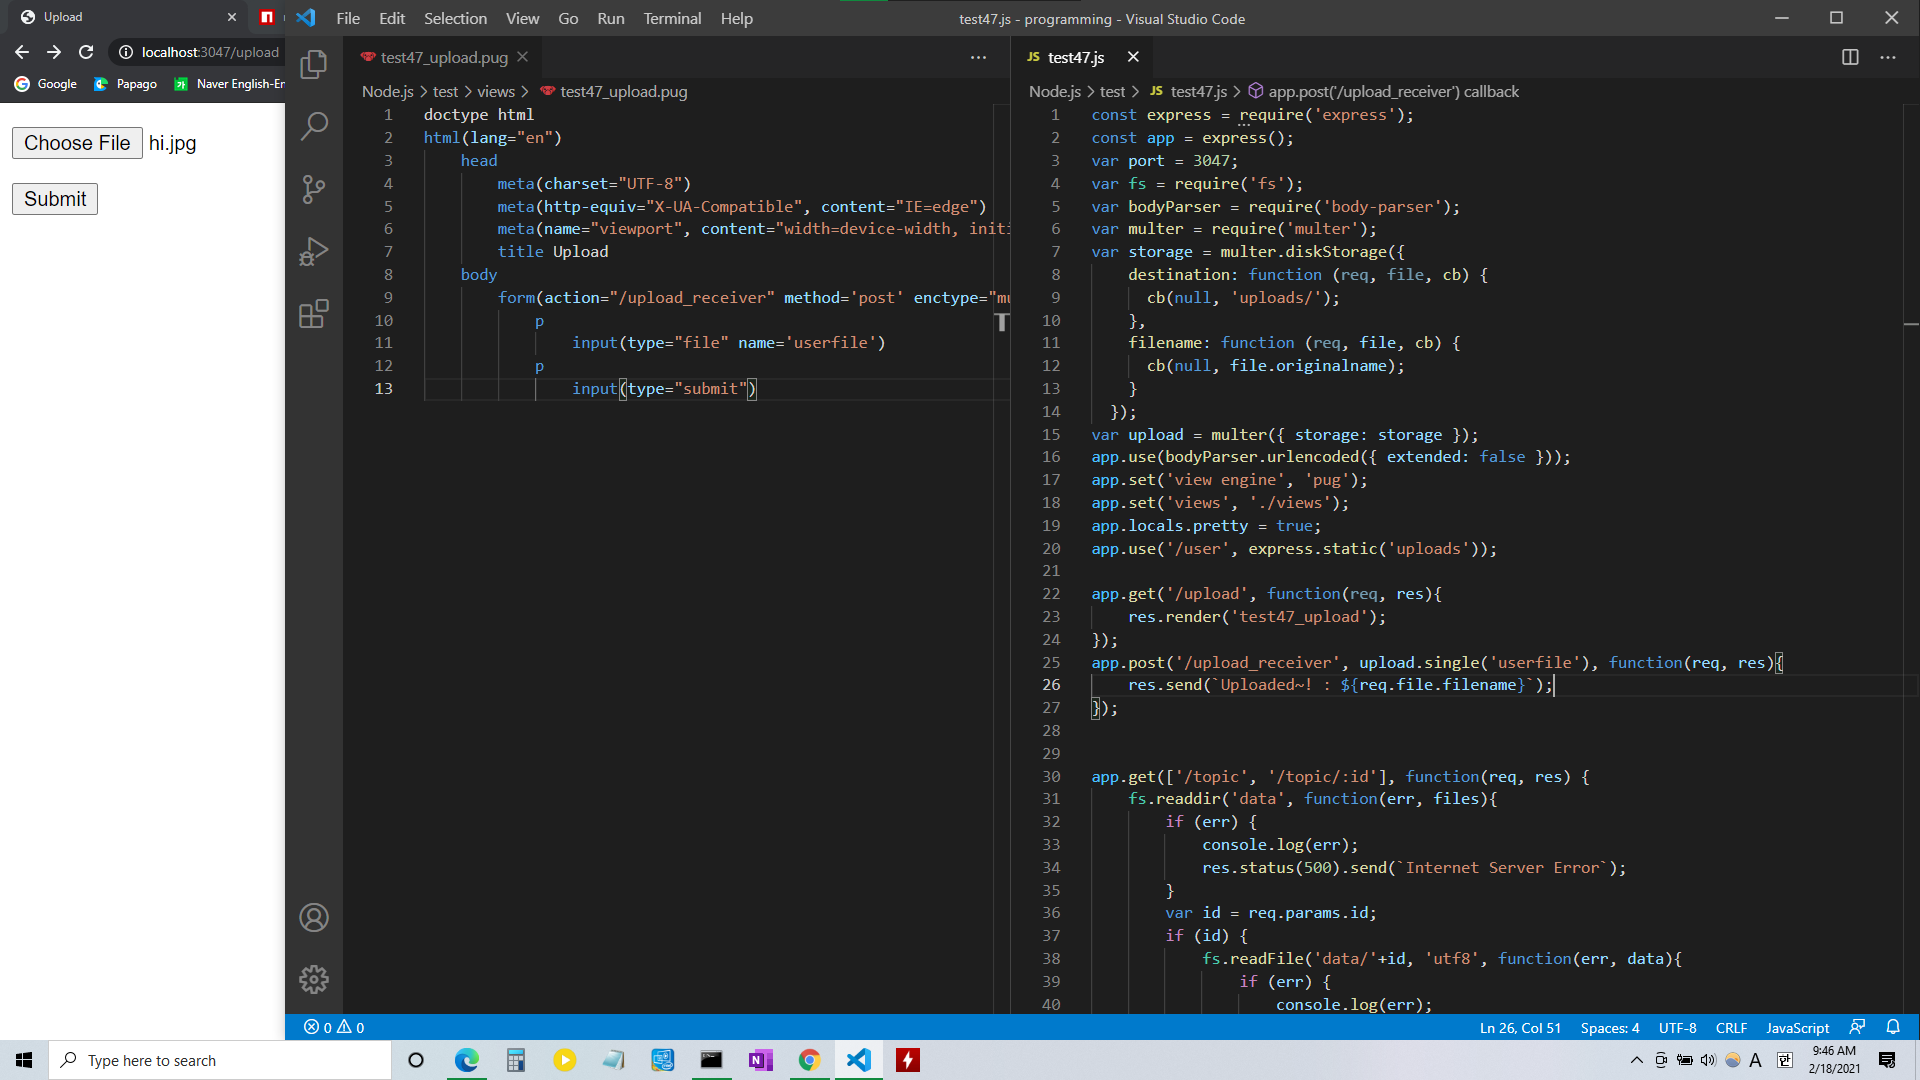 Upload
File Edit Selection View Go Run Terminal Help
test47.js - programming - Visual Studio Code
localhost:3047/upload
Google Papago Naver English-En
Choose File hi.jpg
Submit
test47_upload.pug
Node.js > test > views > test47_upload.pug
1 doctype html
2 html(lang="en")
3 head
4 meta(charset="UTF-8")
5 meta(http-equiv="X-UA-Compatible", content="IE=edge")
6 meta(name="viewport", content="width=device-width, initi
7 title Upload
8 body
9 form(action="/upload_receiver" method='post' enctype="mu
10 p
11 input(type="file" name='userfile')
12 p
13 input(type="submit")
JS test47.js
Node.js > test > JS test47.js > app.post('/upload_receiver') callback
1 const express = require('express');
2 const app = express();
3 var port = 3047;
4 var fs = require('fs');
5 var bodyParser = require('body-parser');
6 var multer = require('multer');
7 var storage = multer.diskStorage({
8 destination: function (req, file, cb) {
9 cb(null, 'uploads/');
10 },
11 filename: function (req, file, cb) {
12 cb(null, file.originalname);
13 }
14 });
15 var upload = multer({ storage: storage });
16 app.use(bodyParser.urlencoded({ extended: false }));
17 app.set('view engine', 'pug');
18 app.set('views', './views');
19 app.locals.pretty = true;
20 app.use('/user', express.static('uploads'));
21
22 app.get('/upload', function(req, res){
23 res.render('test47_upload');
24 });
25 app.post('/upload_receiver', upload.single('userfile'), function(req, res){
26 res.send(`Uploaded~! : ${req.file.filename}`);
27 });
28
29
30 app.get(['/topic', '/topic/:id'], function(req, res) {
31 fs.readdir('data', function(err, files){
32 if (err) {
33 console.log(err);
34 res.status(500).send(`Internet Server Error`);
35 }
36 var id = req.params.id;
37 if (id) {
38 fs.readFile('data/'+id, 'utf8', function(err, data){
39 if (err) {
40 console.log(err);
0 0
Ln 26, Col 51 Spaces: 4 UTF-8 CRLF JavaScript
Type here to search
A 한
9:46 AM
2/18/2021